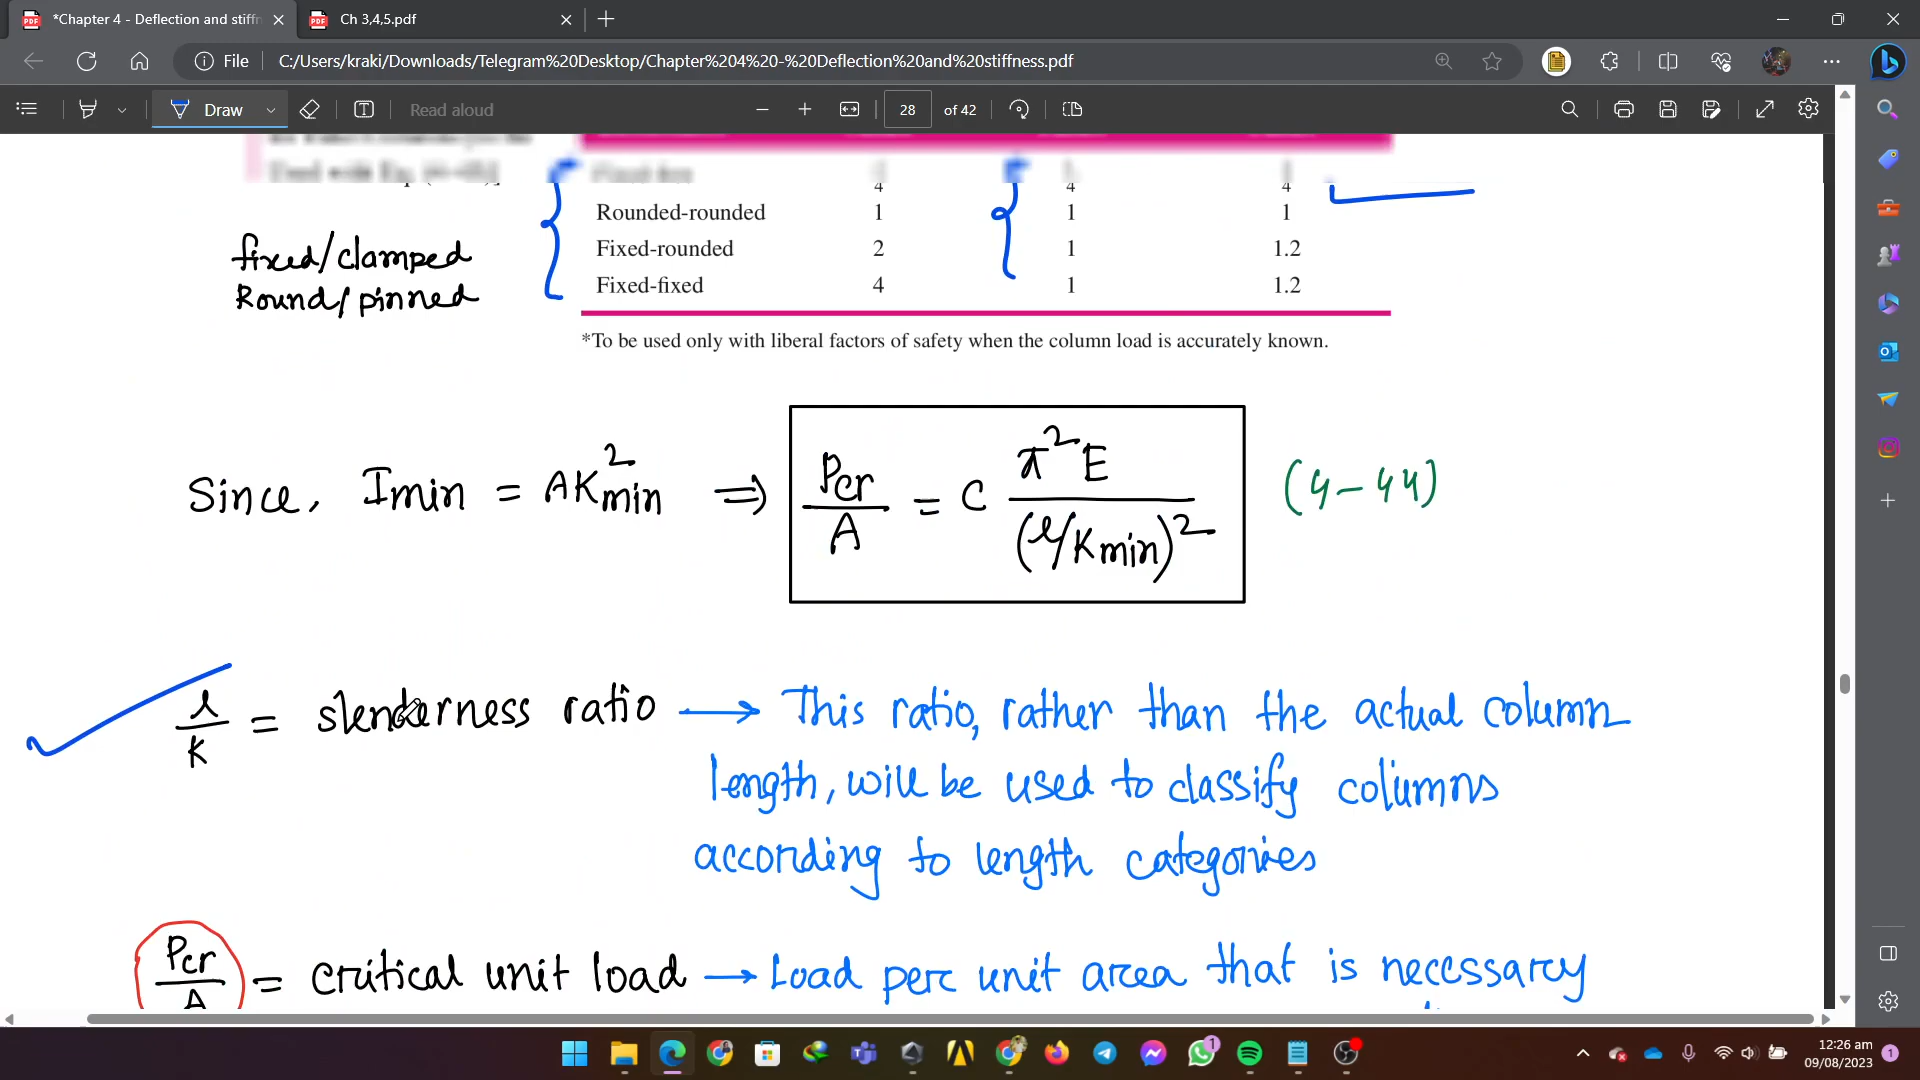 *Chapter 4 - Deflection and stiffn
Ch 3,4,5.pdf
File
C:/Users/kraki/Downloads/Telegram%20Desktop/Chapter%204%20-%20Deflection%20and%20stiffness.pdf
Draw
Read aloud
28 of 42
4 4 4
Rounded-rounded 1 1 1
Fixed-rounded 2 1 1.2
Fixed-fixed 4 1 1.2
fixed/clamped
Round/pinned
*To be used only with liberal factors of safety when the column load is accurately known.
Since, Imin = AK²min ⇒ Pcr/A = C π²E/(l/Kmin)² (4-44)
l/K = slenderness ratio → This ratio, rather than the actual column
length, will be used to classify columns
according to length categories
Pcr/A = critical unit load → Load per unit area that is necessary
12:26 am
09/08/2023
1
1